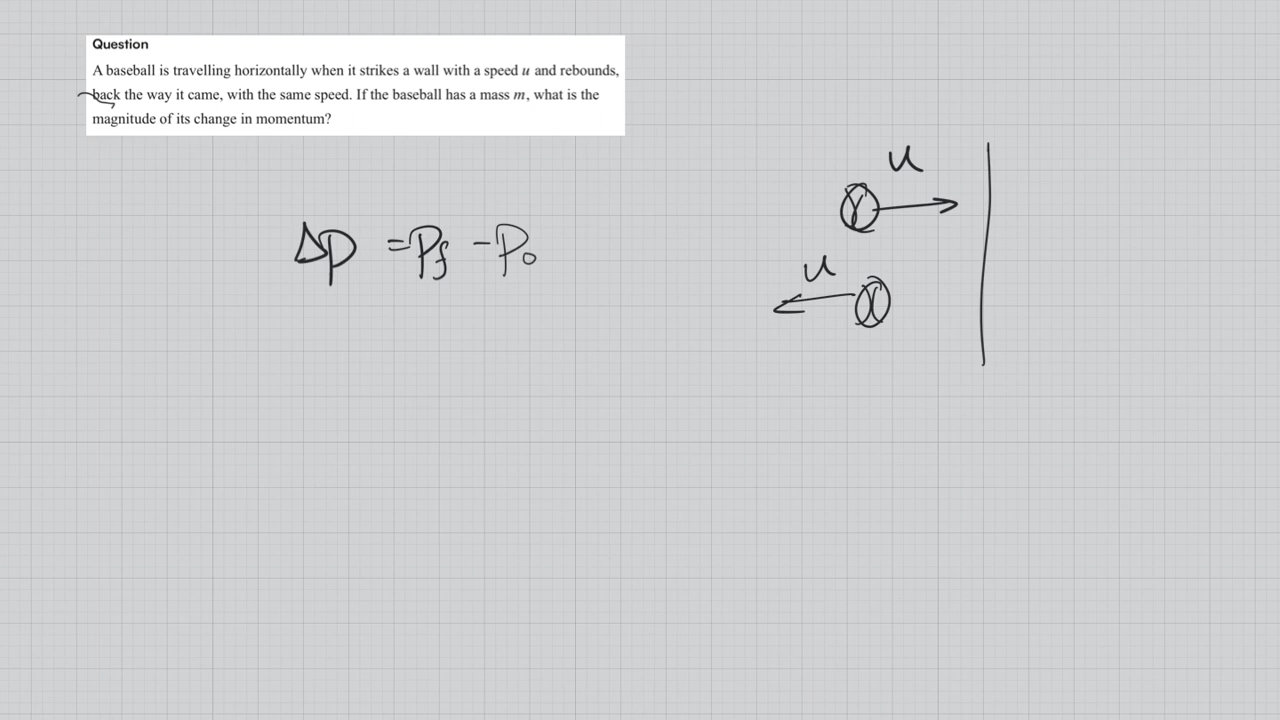 Question
A baseball is travelling horizontally when it strikes a wall with a speed u and rebounds,
back the way it came, with the same speed. If the baseball has a mass m, what is the
magnitude of its change in momentum?
u
Δp = Pf - Po
u